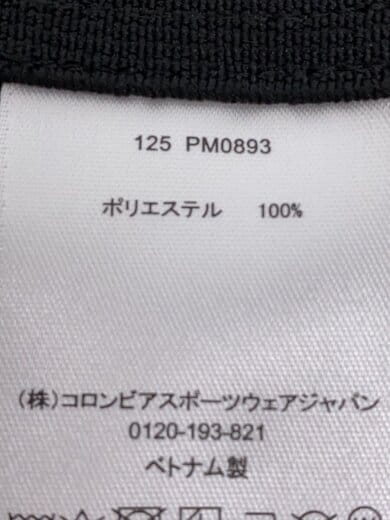 125 PM0893
ポリエステル 100%
(株)コロンビアスポーツウェアジャパン
0120-193-821
ベトナム製